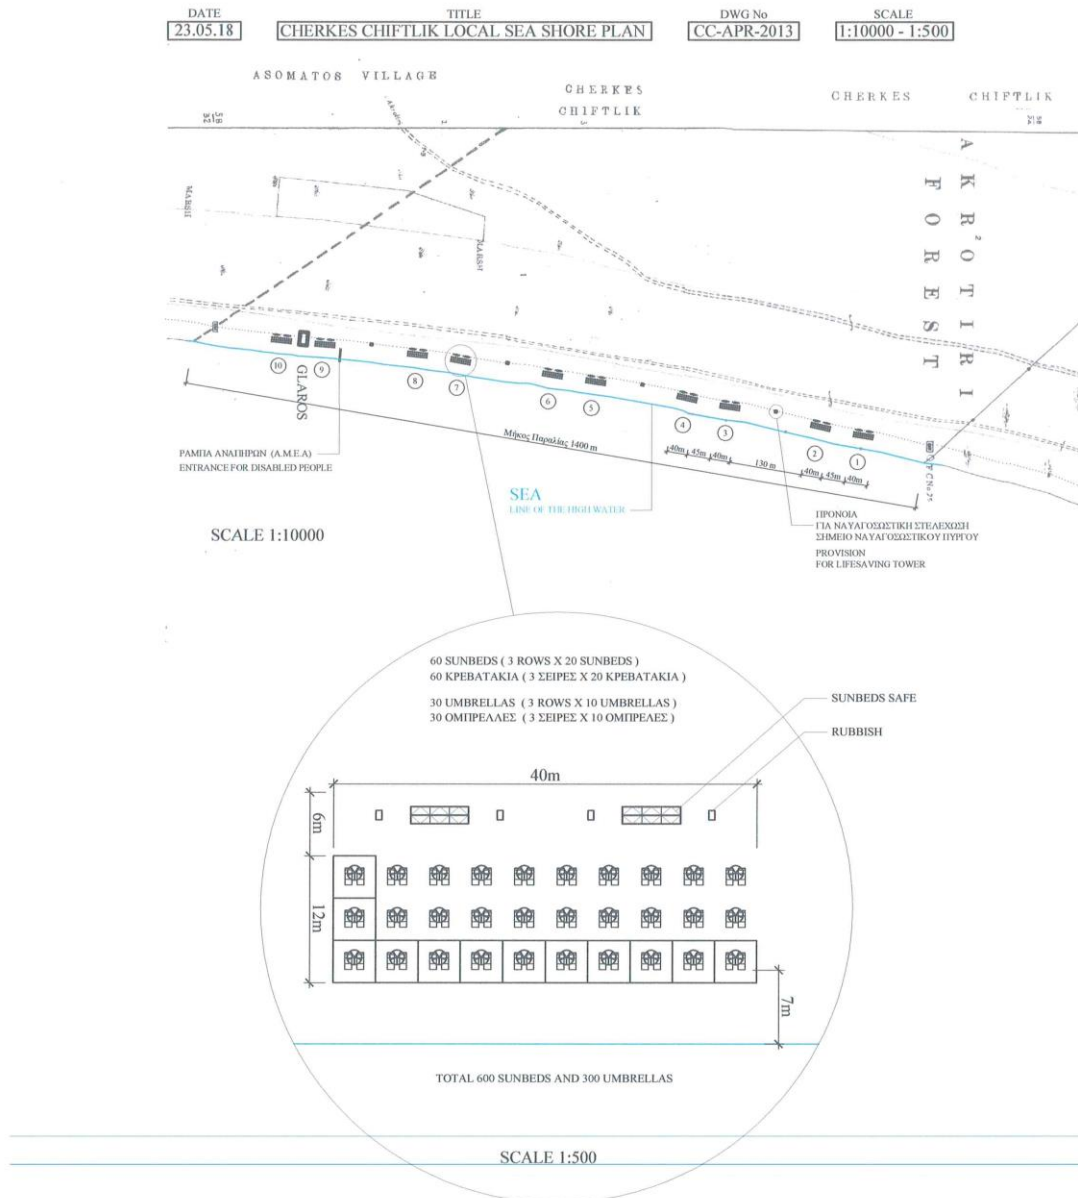 DATE
23.05.18
TITLE
CHERKES CHIFTLIK LOCAL SEA SHORE PLAN
DWG No
CC-APR-2013
SCALE
1:10000 - 1:500
ASOMATOS VILLAGE
CHERKES
CHIFTLIK
CHERKES CHIFTLIK
AKROTIRI
FOREST
MARSH
MARSH
1
2
10
GLAROS
9
8
7
6
5
4
3
2
1
Μήκος Παραλίας 1400 m
40m
45m
40m
130 m
40m
45m
40m
ΡΑΜΠΑ ΑΝΑΠΗΡΩΝ (Α.Μ.Ε.Α)
ENTRANCE FOR DISABLED PEOPLE
SEA
LINE OF THE HIGH WATER
SCALE 1:10000
ΠΡΟΝΟΙΑ
ΓΙΑ ΝΑΥΑΓΟΣΩΣΤΙΚΗ ΣΤΕΛΕΧΩΣΗ
ΣΗΜΕΙΟ ΝΑΥΑΓΟΣΩΣΤΙΚΟΥ ΠΥΡΓΟΥ
PROVISION
FOR LIFESAVING TOWER
60 SUNBEDS ( 3 ROWS X 20 SUNBEDS )
60 ΚΡΕΒΑΤΑΚΙΑ ( 3 ΣΕΙΡΕΣ Χ 20 ΚΡΕΒΑΤΑΚΙΑ )
30 UMBRELLAS ( 3 ROWS X 10 UMBRELLAS )
30 ΟΜΠΡΕΛΛΕΣ ( 3 ΣΕΙΡΕΣ Χ 10 ΟΜΠΡΕΛΕΣ )
SUNBEDS SAFE
RUBBISH
40m
6m
12m
7m
TOTAL 600 SUNBEDS AND 300 UMBRELLAS
SCALE 1:500